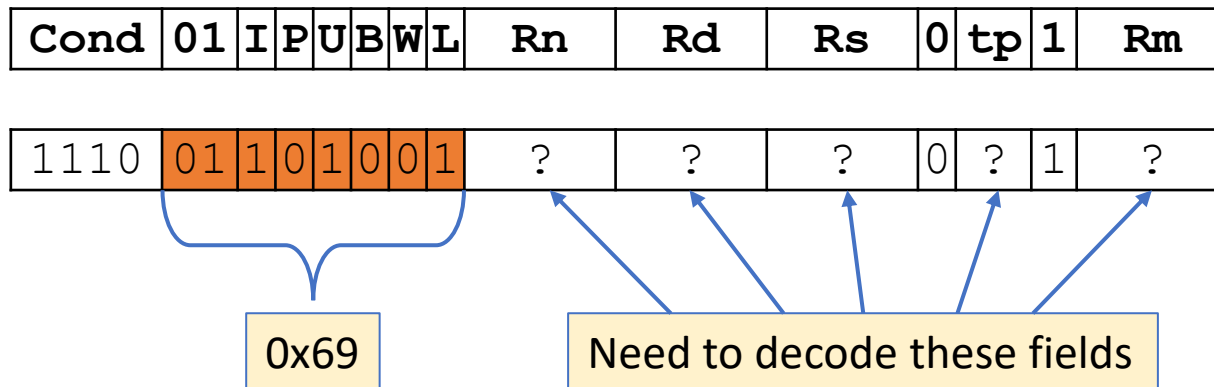 Cond 01 I P U B W L Rn Rd Rs 0 tp 1 Rm
1110 01 1 0 1 0 0 1 ? ? ? 0 ? 1 ?
0x69 Need to decode these fields